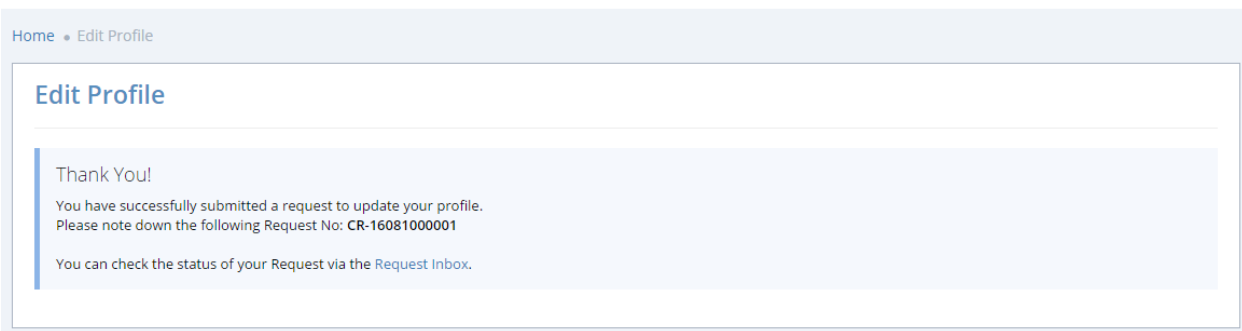 Home • Edit Profile
Edit Profile
Thank You!
You have successfully submitted a request to update your profile.
Please note down the following Request No: CR-16081000001
You can check the status of your Request via the Request Inbox.